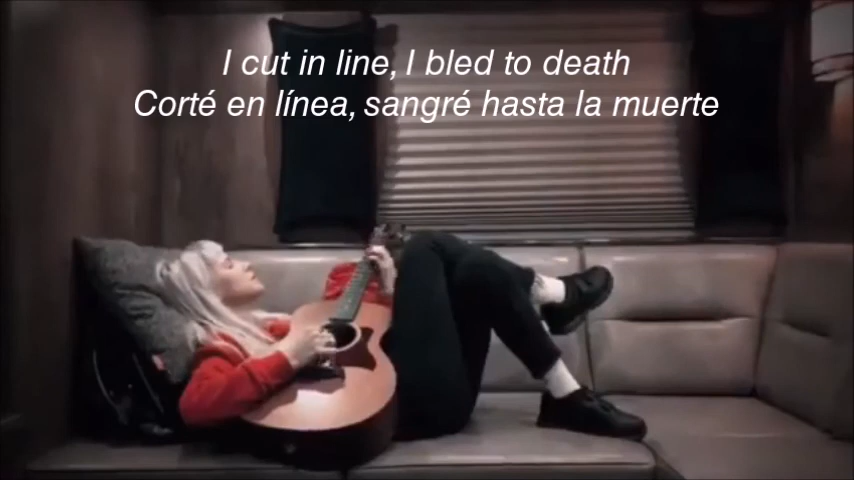 I cut in line, I bled to death
Corté en línea, sangré hasta la muerte